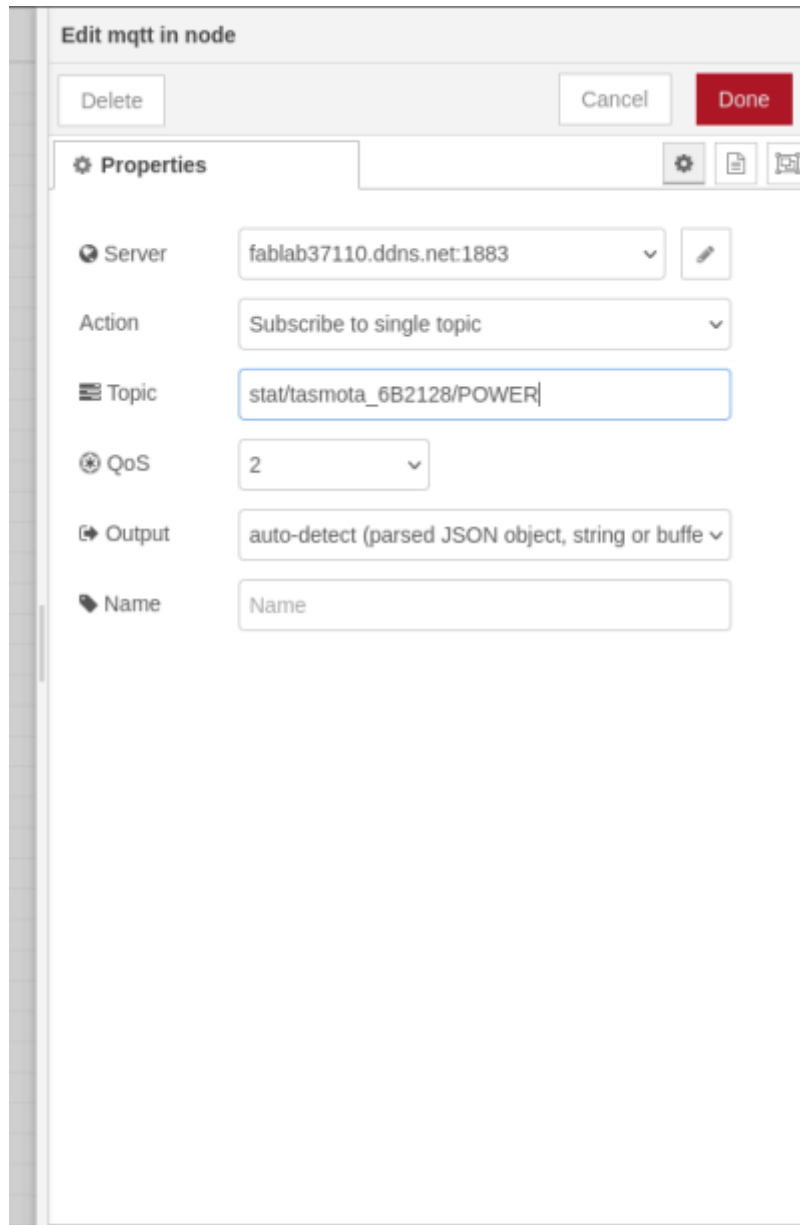 Edit mqtt in node
Delete
Cancel
Done
Properties
Server
fablab37110.ddns.net:1883
Action
Subscribe to single topic
Topic
stat/tasmota_6B2128/POWER
QoS
2
Output
auto-detect (parsed JSON object, string or buffe
Name
Name